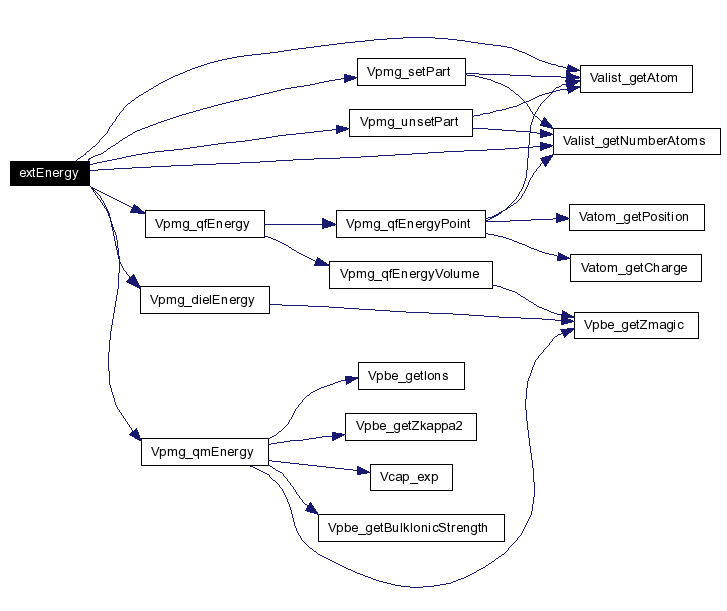 Vpmg_setPart
Valist_getAtom
Vpmg_unsetPart
Valist_getNumberAtoms
extEnergy
Vpmg_qfEnergy
Vpmg_qfEnergyPoint
Vatom_getPosition
Vpmg_qfEnergyVolume
Vatom_getCharge
Vpmg_dielEnergy
Vpbe_getZmagic
Vpbe_getIons
Vpbe_getZkappa2
Vpmg_qmEnergy
Vcap_exp
Vpbe_getBulkIonicStrength